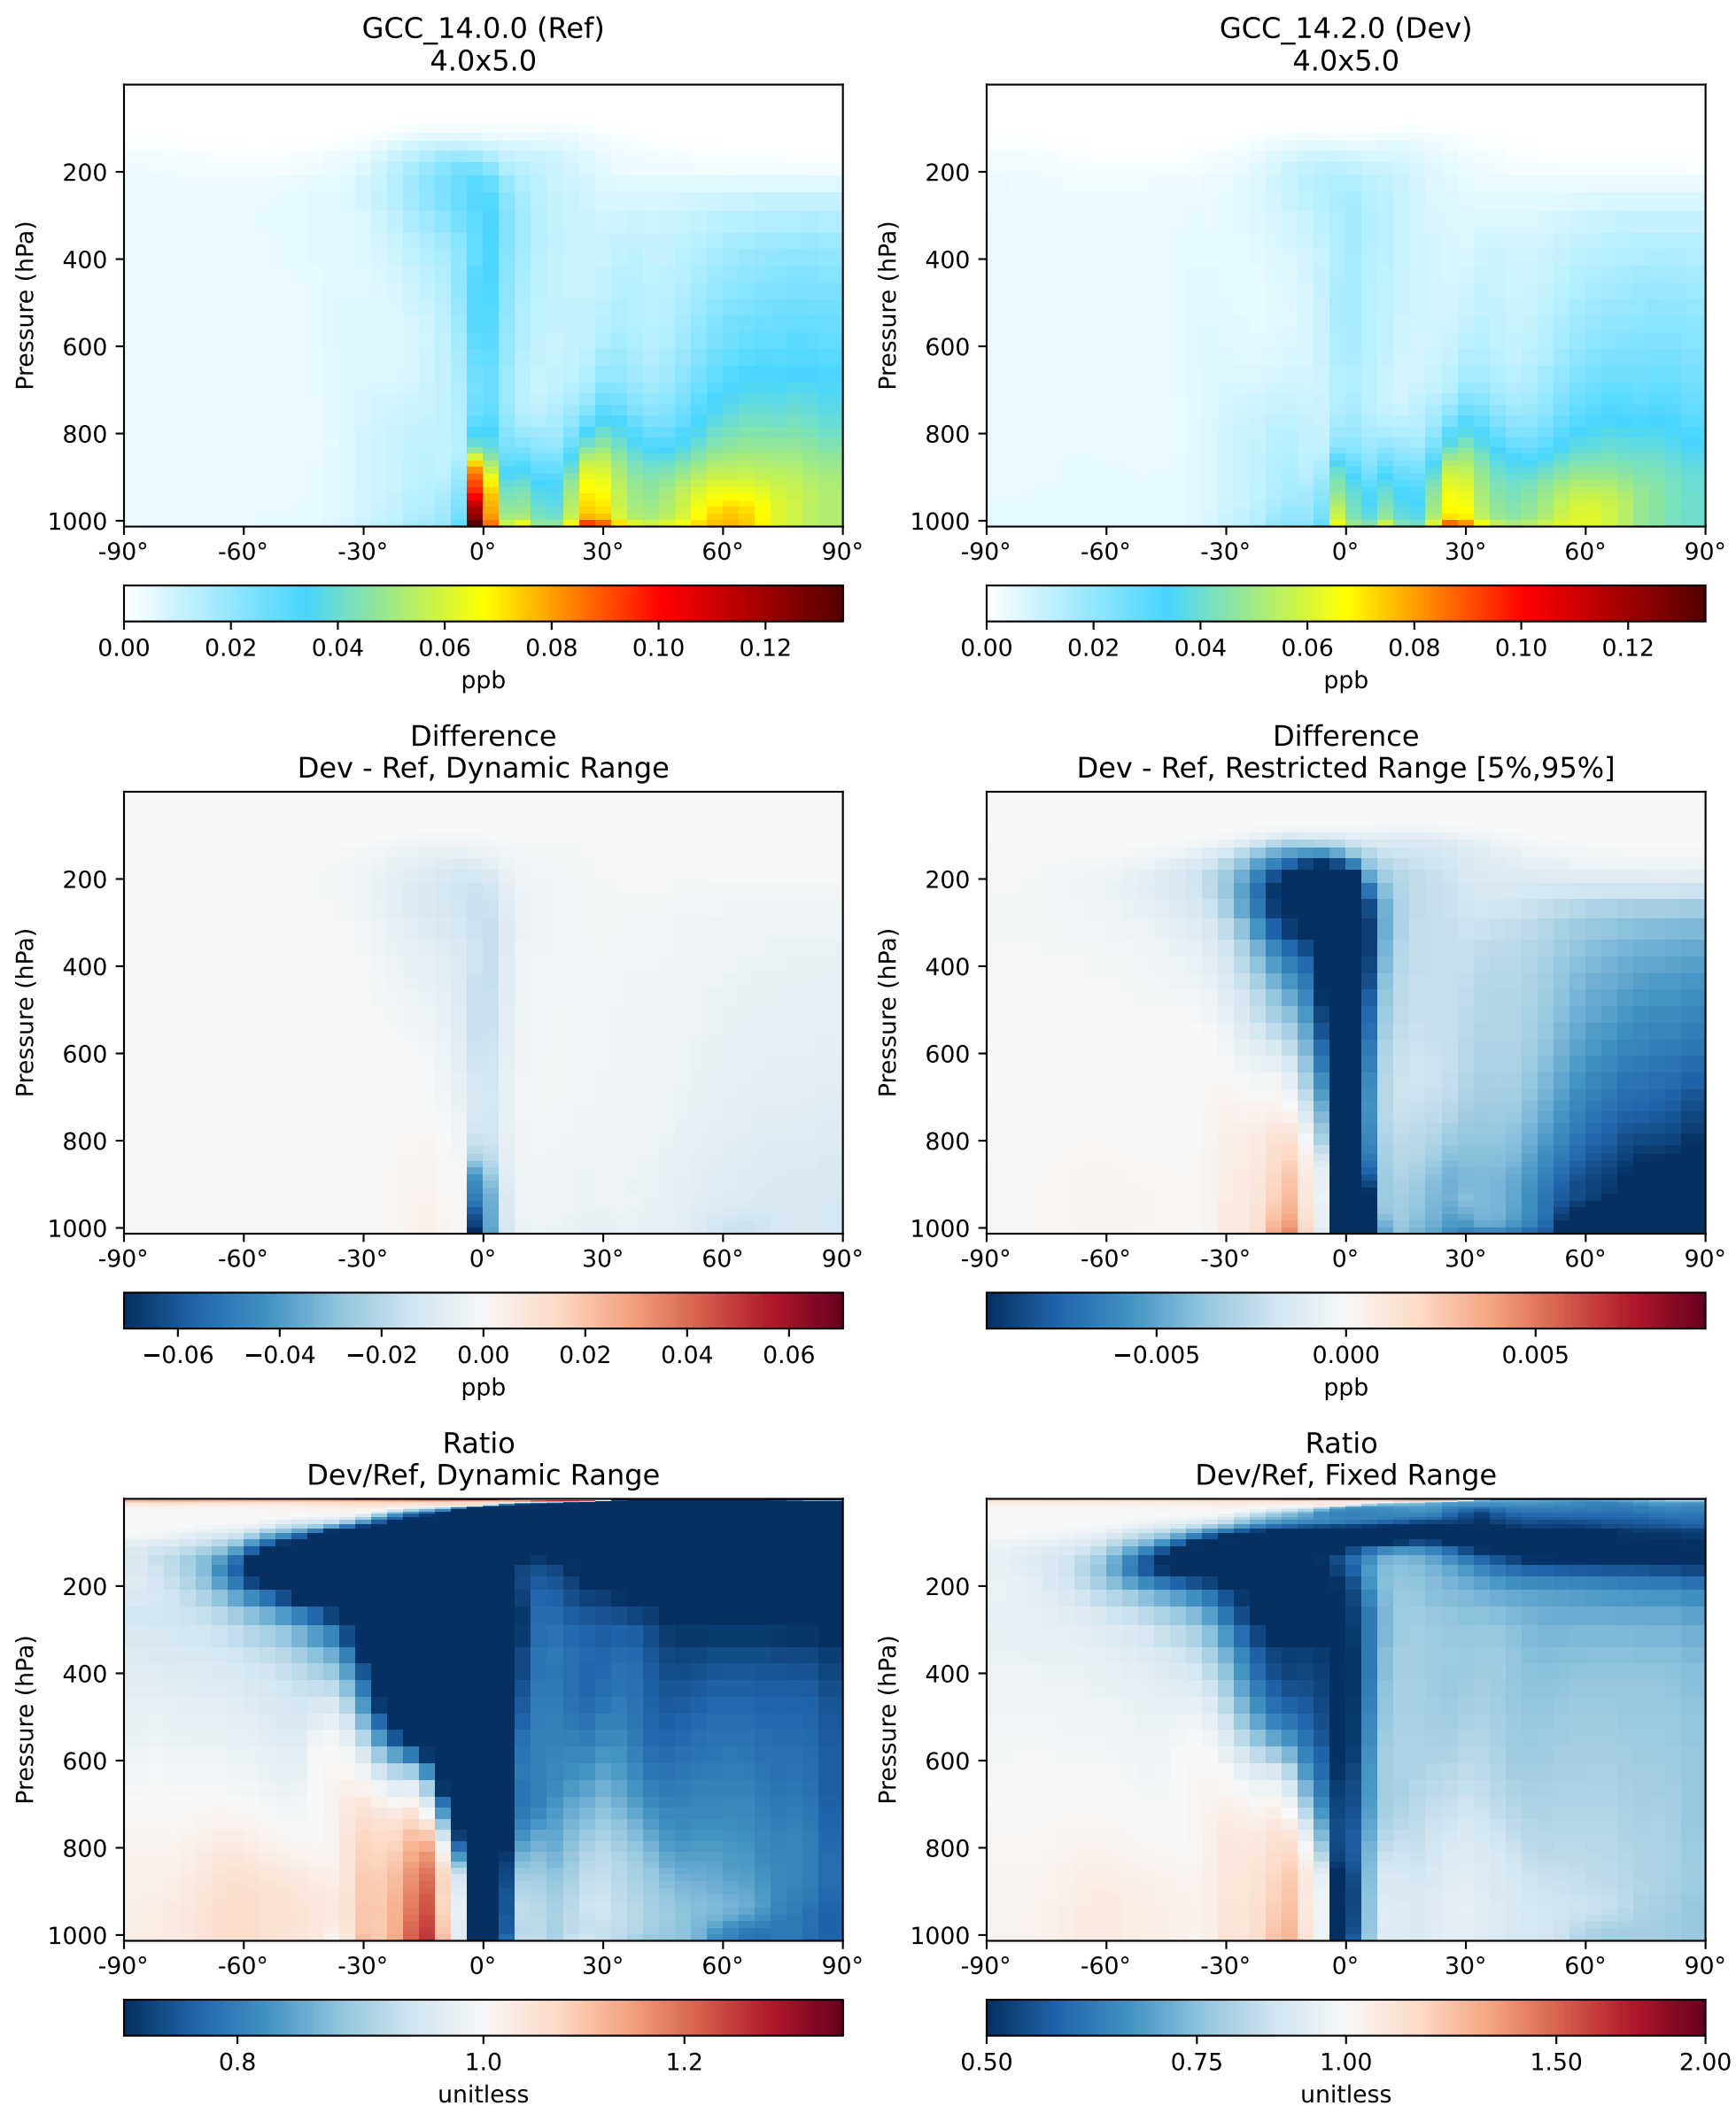 GCC_14.0.0 (Ref)
4.0x5.0
Pressure (hPa)
200
400
600
800
1000
-90° -60° -30° 0° 30° 60° 90°
0.00 0.02 0.04 0.06 0.08 0.10 0.12
ppb
GCC_14.2.0 (Dev)
4.0x5.0
Pressure (hPa)
200
400
600
800
1000
-90° -60° -30° 0° 30° 60° 90°
0.00 0.02 0.04 0.06 0.08 0.10 0.12
ppb
Difference
Dev - Ref, Dynamic Range
Pressure (hPa)
200
400
600
800
1000
-90° -60° -30° 0° 30° 60° 90°
−0.06 −0.04 −0.02 0.00 0.02 0.04 0.06
ppb
Difference
Dev - Ref, Restricted Range [5%,95%]
Pressure (hPa)
200
400
600
800
1000
-90° -60° -30° 0° 30° 60° 90°
−0.005 0.000 0.005
ppb
Ratio
Dev/Ref, Dynamic Range
Pressure (hPa)
200
400
600
800
1000
-90° -60° -30° 0° 30° 60° 90°
0.8 1.0 1.2
unitless
Ratio
Dev/Ref, Fixed Range
Pressure (hPa)
200
400
600
800
1000
-90° -60° -30° 0° 30° 60° 90°
0.50 0.75 1.00 1.50 2.00
unitless